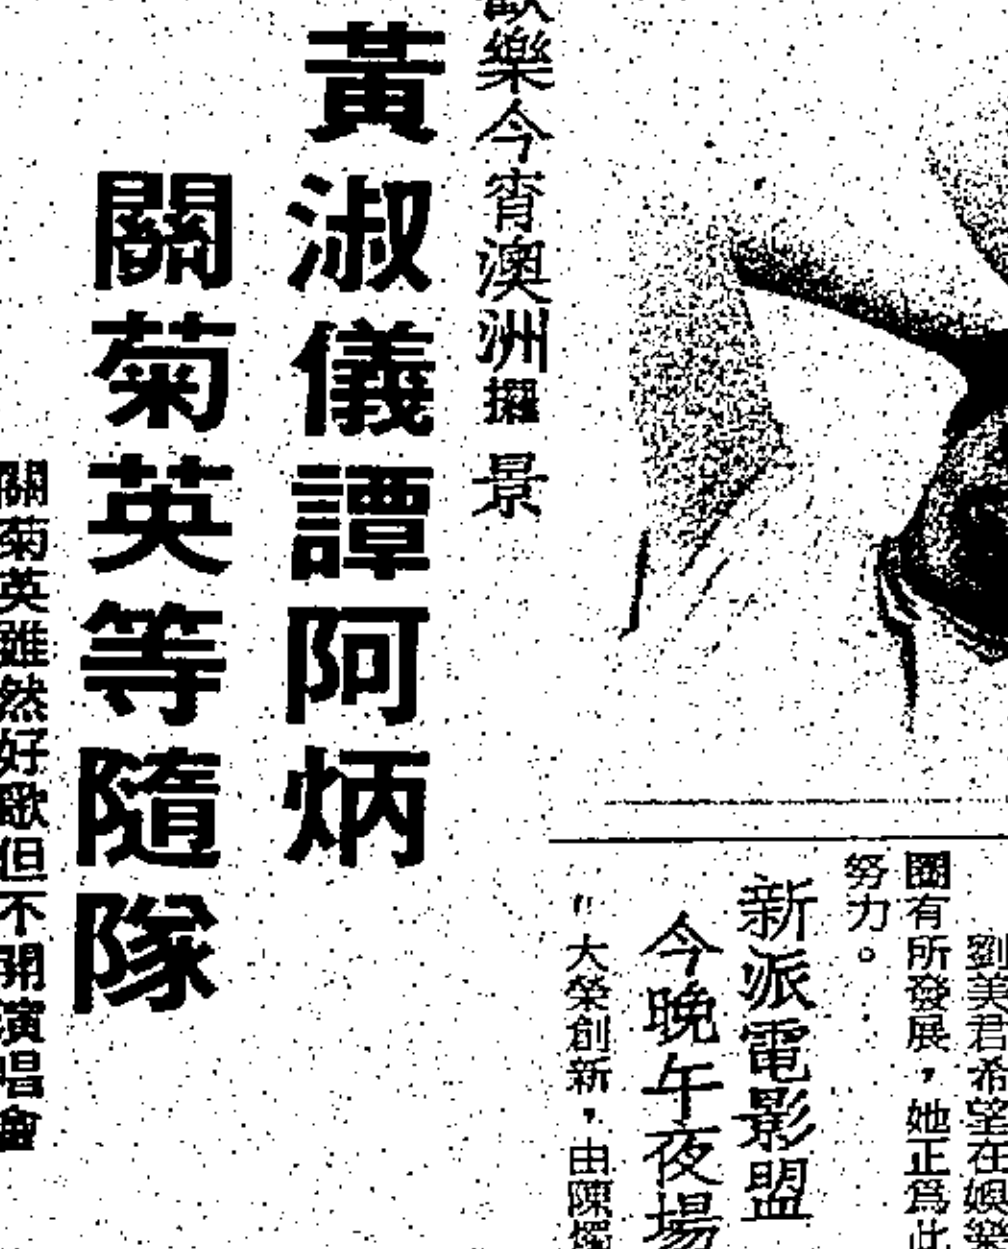 歡樂今宵澳洲攝景
黃淑儀譚阿炳
關菊英等隨隊
關菊英雖然好歌但不開演唱會
劉美君希望在娛樂
圈有所發展，她正爲此
努力。
新派電影盟
今晚午夜場
大榮創新，由陳